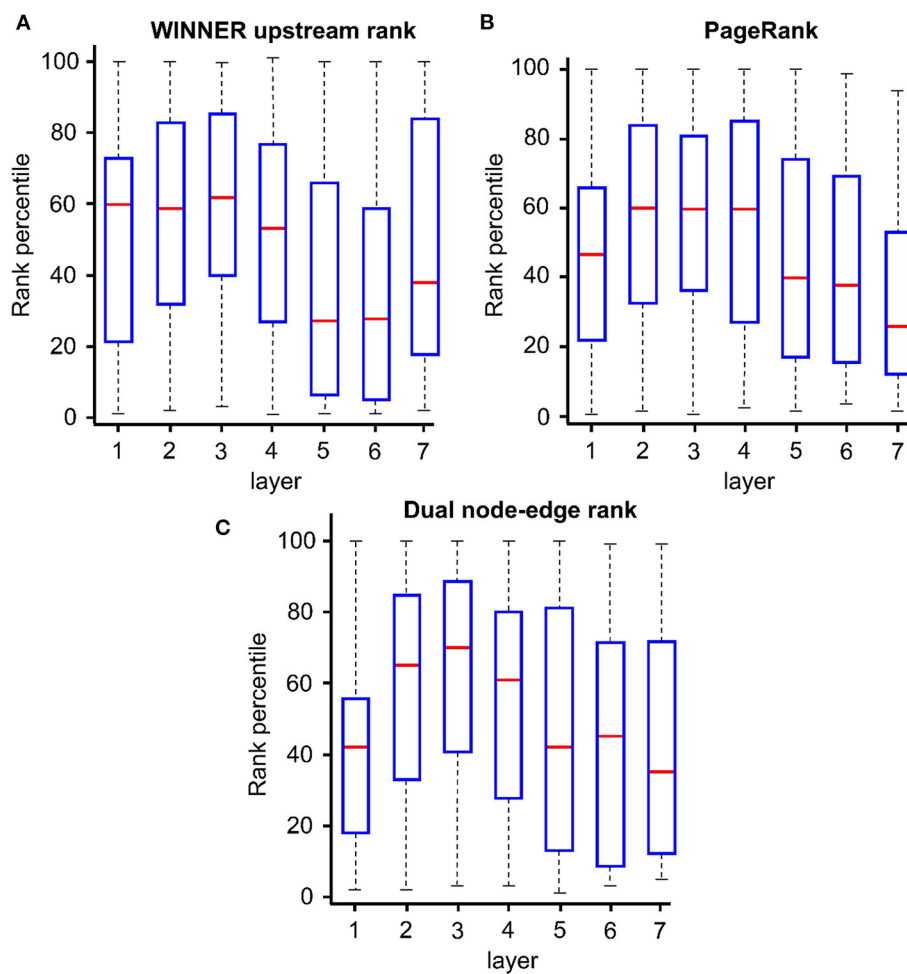 A
WINNER upstream rank
Rank percentile
100
80
60
40
20
0
1 2 3 4 5 6 7
layer
B
PageRank
Rank percentile
100
80
60
40
20
0
1 2 3 4 5 6 7
layer
C
Dual node-edge rank
Rank percentile
100
80
60
40
20
0
1 2 3 4 5 6 7
layer